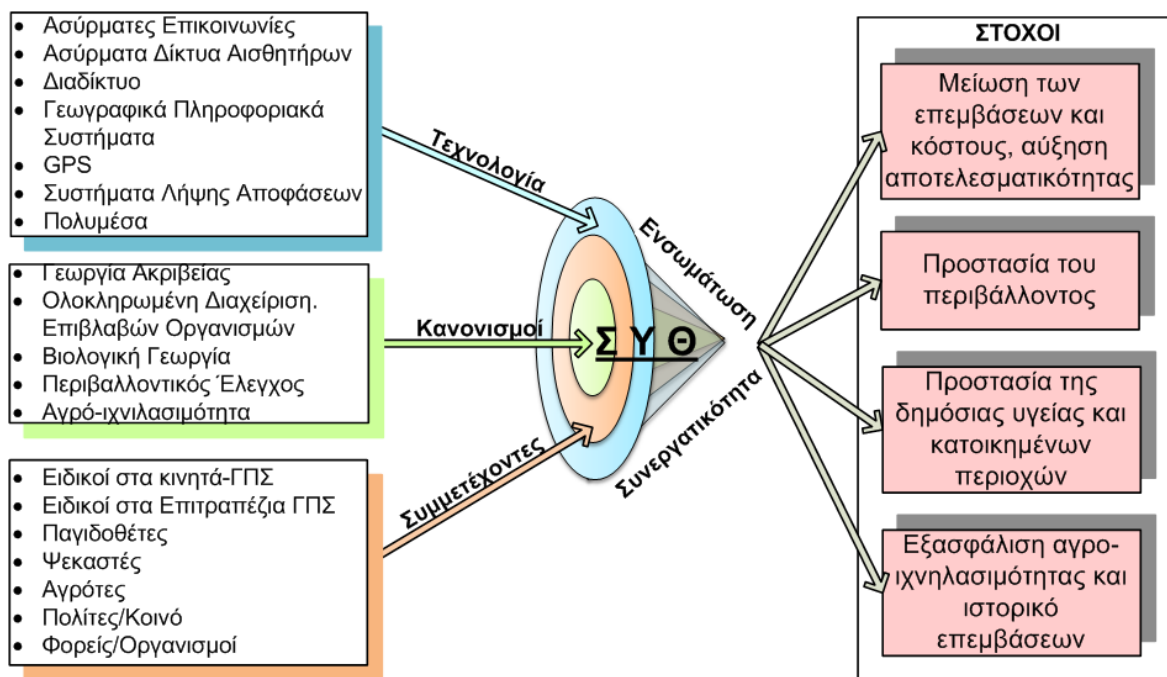 • Ασύρματες Επικοινωνίες
• Ασύρματα Δίκτυα Αισθητήρων
• Διαδίκτυο
• Γεωγραφικά Πληροφοριακά
Συστήματα
• GPS
• Συστήματα Λήψης Αποφάσεων
• Πολυμέσα
• Γεωργία Ακριβείας
• Ολοκληρωμένη Διαχείριση.
Επιβλαβών Οργανισμών
• Βιολογική Γεωργία
• Περιβαλλοντικός Έλεγχος
• Αγρό-ιχνιλασιμότητα
• Ειδικοί στα κινητά-ΓΠΣ
• Ειδικοί στα Επιτραπέζια ΓΠΣ
• Παγιδοθέτες
• Ψεκαστές
• Αγρότες
• Πολίτες/Κοινό
• Φορείς/Οργανισμοί
Τεχνολογία
Κανονισμοί
Συμμετέχοντες
Σ Υ Θ
Ενσωμάτωση
Συνεργατικότητα
ΣΤΟΧΟΙ
Μείωση των
επεμβάσεων και
κόστους, αύξηση
αποτελεσματικότητας
Προστασία του
περιβάλλοντος
Προστασία της
δημόσιας υγείας και
κατοικημένων
περιοχών
Εξασφάλιση αγρο-
ιχνηλασιμότητας και
ιστορικό
επεμβάσεων